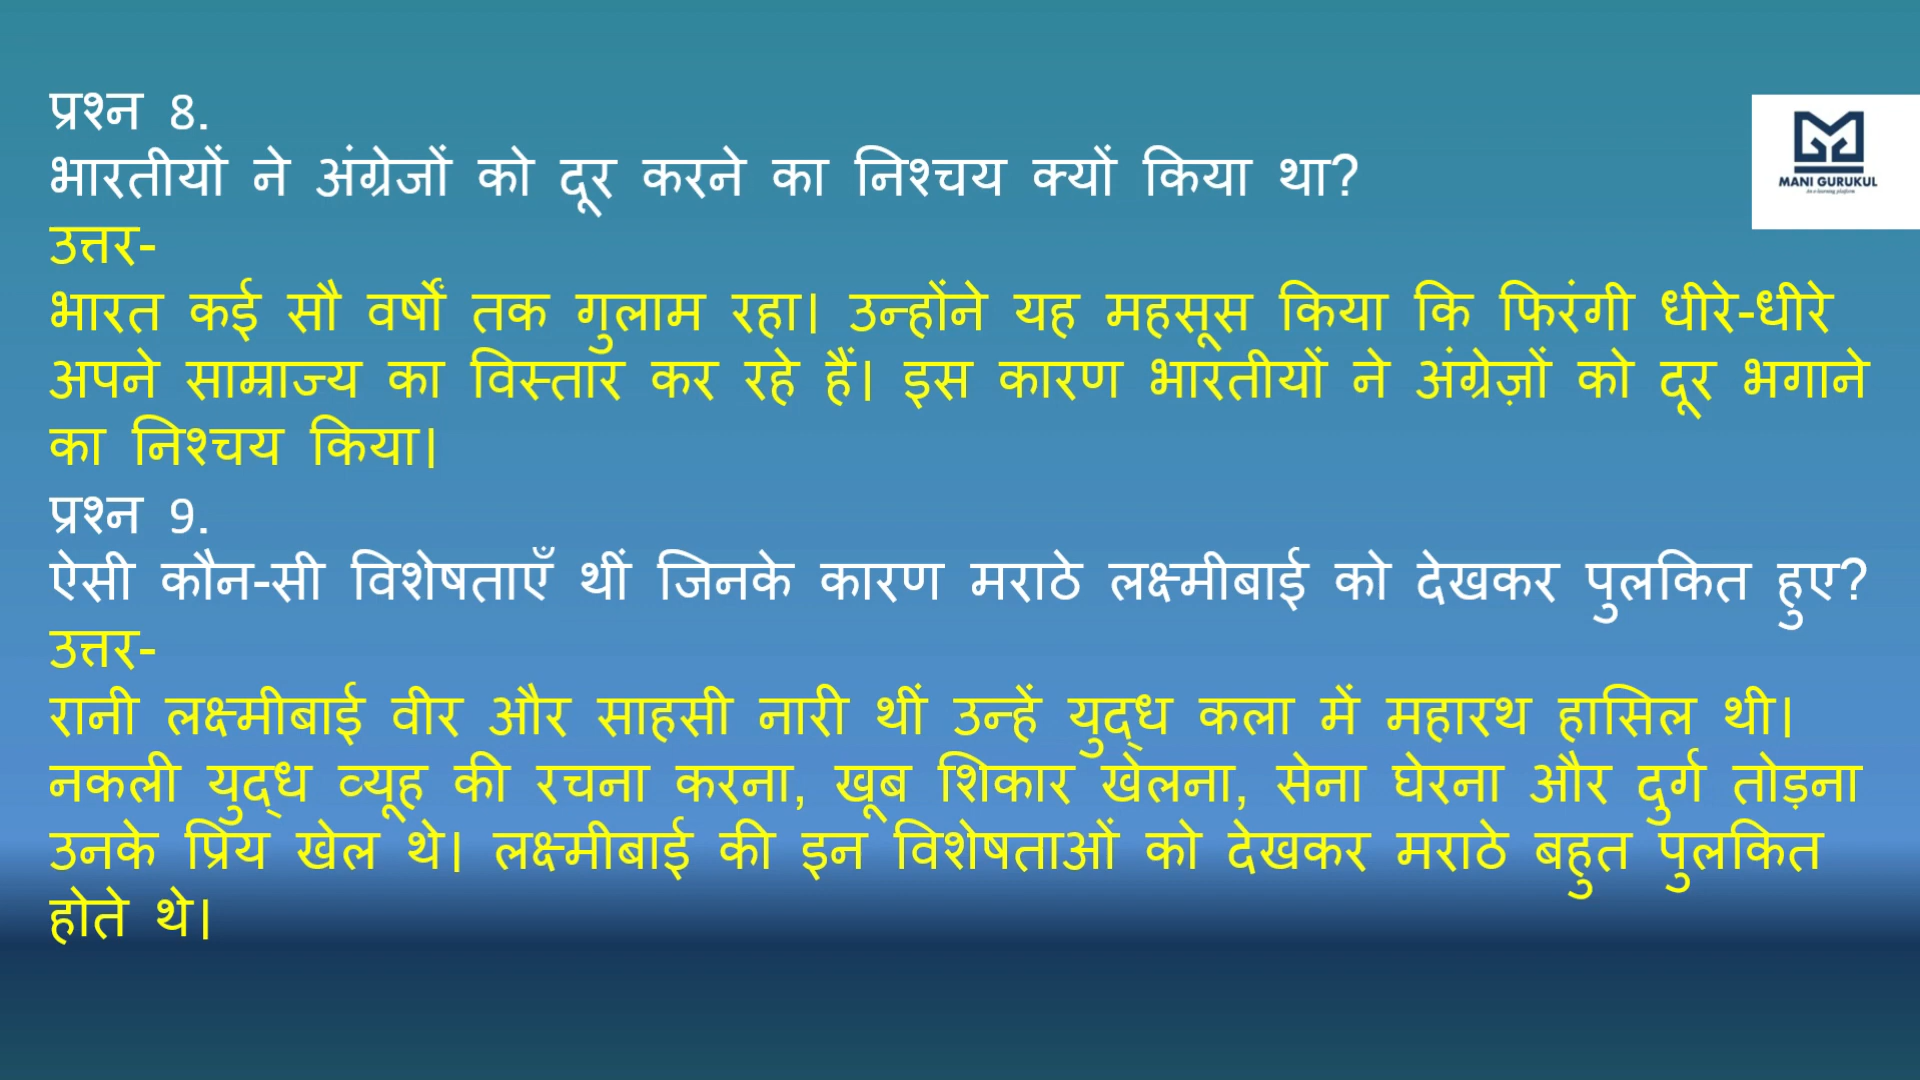 प्रश्न 8.
भारतीयों ने अंग्रेजों को दूर करने का निश्चय क्यों किया था?
उत्तर-
भारत कई सौ वर्षों तक गुलाम रहा। उन्होंने यह महसूस किया कि फिरंगी धीरे-धीरे
अपने साम्राज्य का विस्तार कर रहे हैं। इस कारण भारतीयों ने अंग्रेज़ों को दूर भगाने
का निश्चय किया।
प्रश्न 9.
ऐसी कौन-सी विशेषताएँ थीं जिनके कारण मराठे लक्ष्मीबाई को देखकर पुलकित हुए?
उत्तर-
रानी लक्ष्मीबाई वीर और साहसी नारी थीं उन्हें युद्ध कला में महारथ हासिल थी।
नकली युद्ध व्यूह की रचना करना, खूब शिकार खेलना, सेना घेरना और दुर्ग तोड़ना
उनके प्रिय खेल थे। लक्ष्मीबाई की इन विशेषताओं को देखकर मराठे बहुत पुलकित
होते थे।
MANI GURUKUL
An e-learning platform